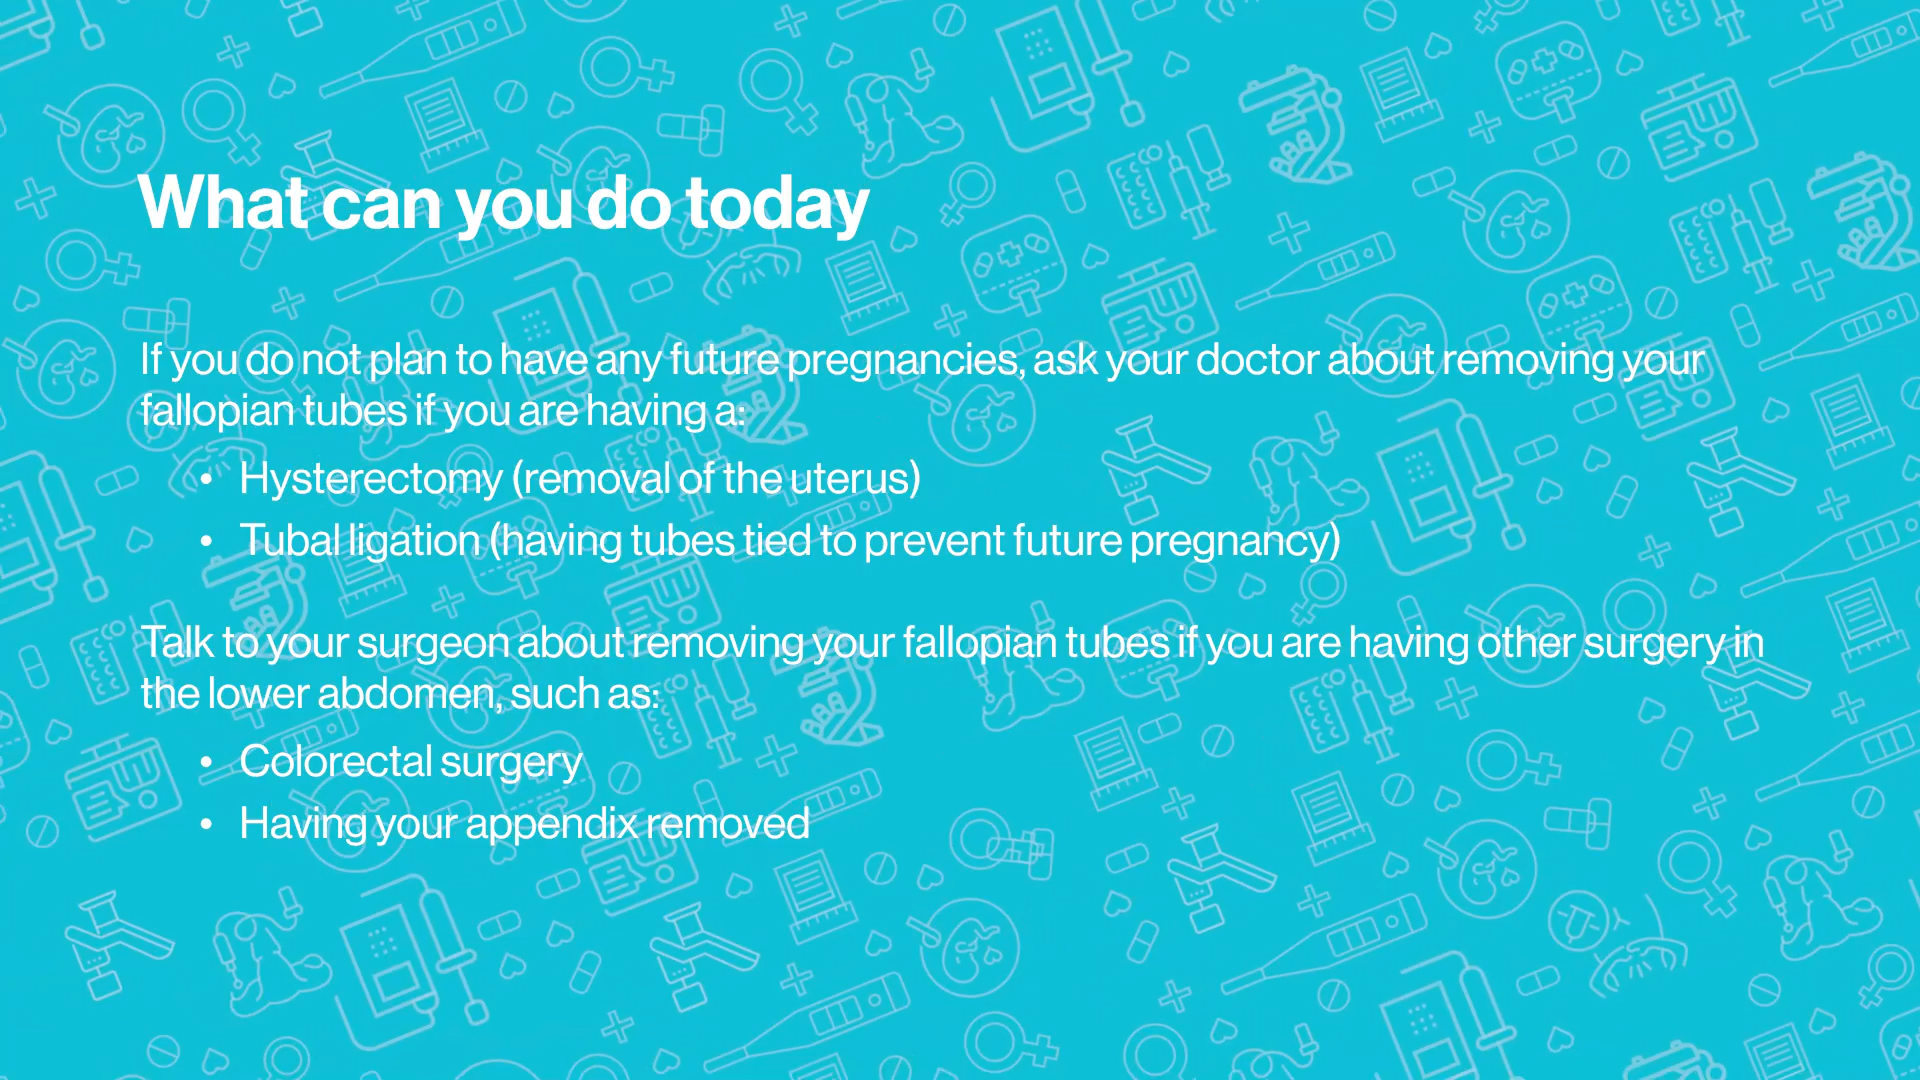 What can you do today
If you do not plan to have any future pregnancies, ask your doctor about removing your
fallopian tubes if you are having a:
• Hysterectomy (removal of the uterus)
• Tubal ligation (having tubes tied to prevent future pregnancy)
Talk to your surgeon about removing your fallopian tubes if you are having other surgery in
the lower abdomen, such as:
• Colorectal surgery
• Having your appendix removed